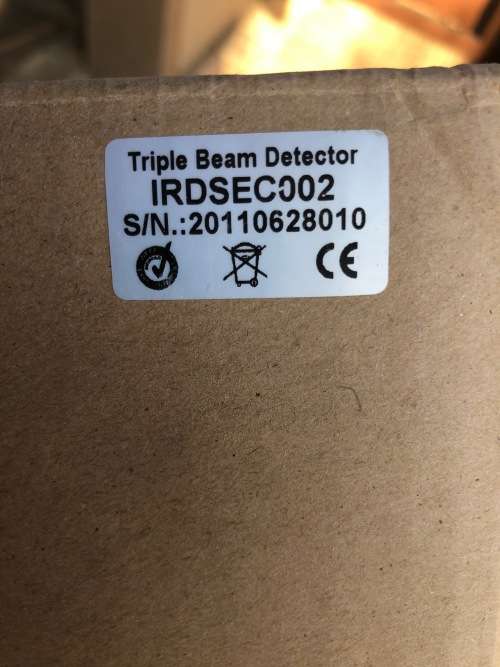 Triple Beam Detector
IRDSEC002
S/N.:20110628010
CE